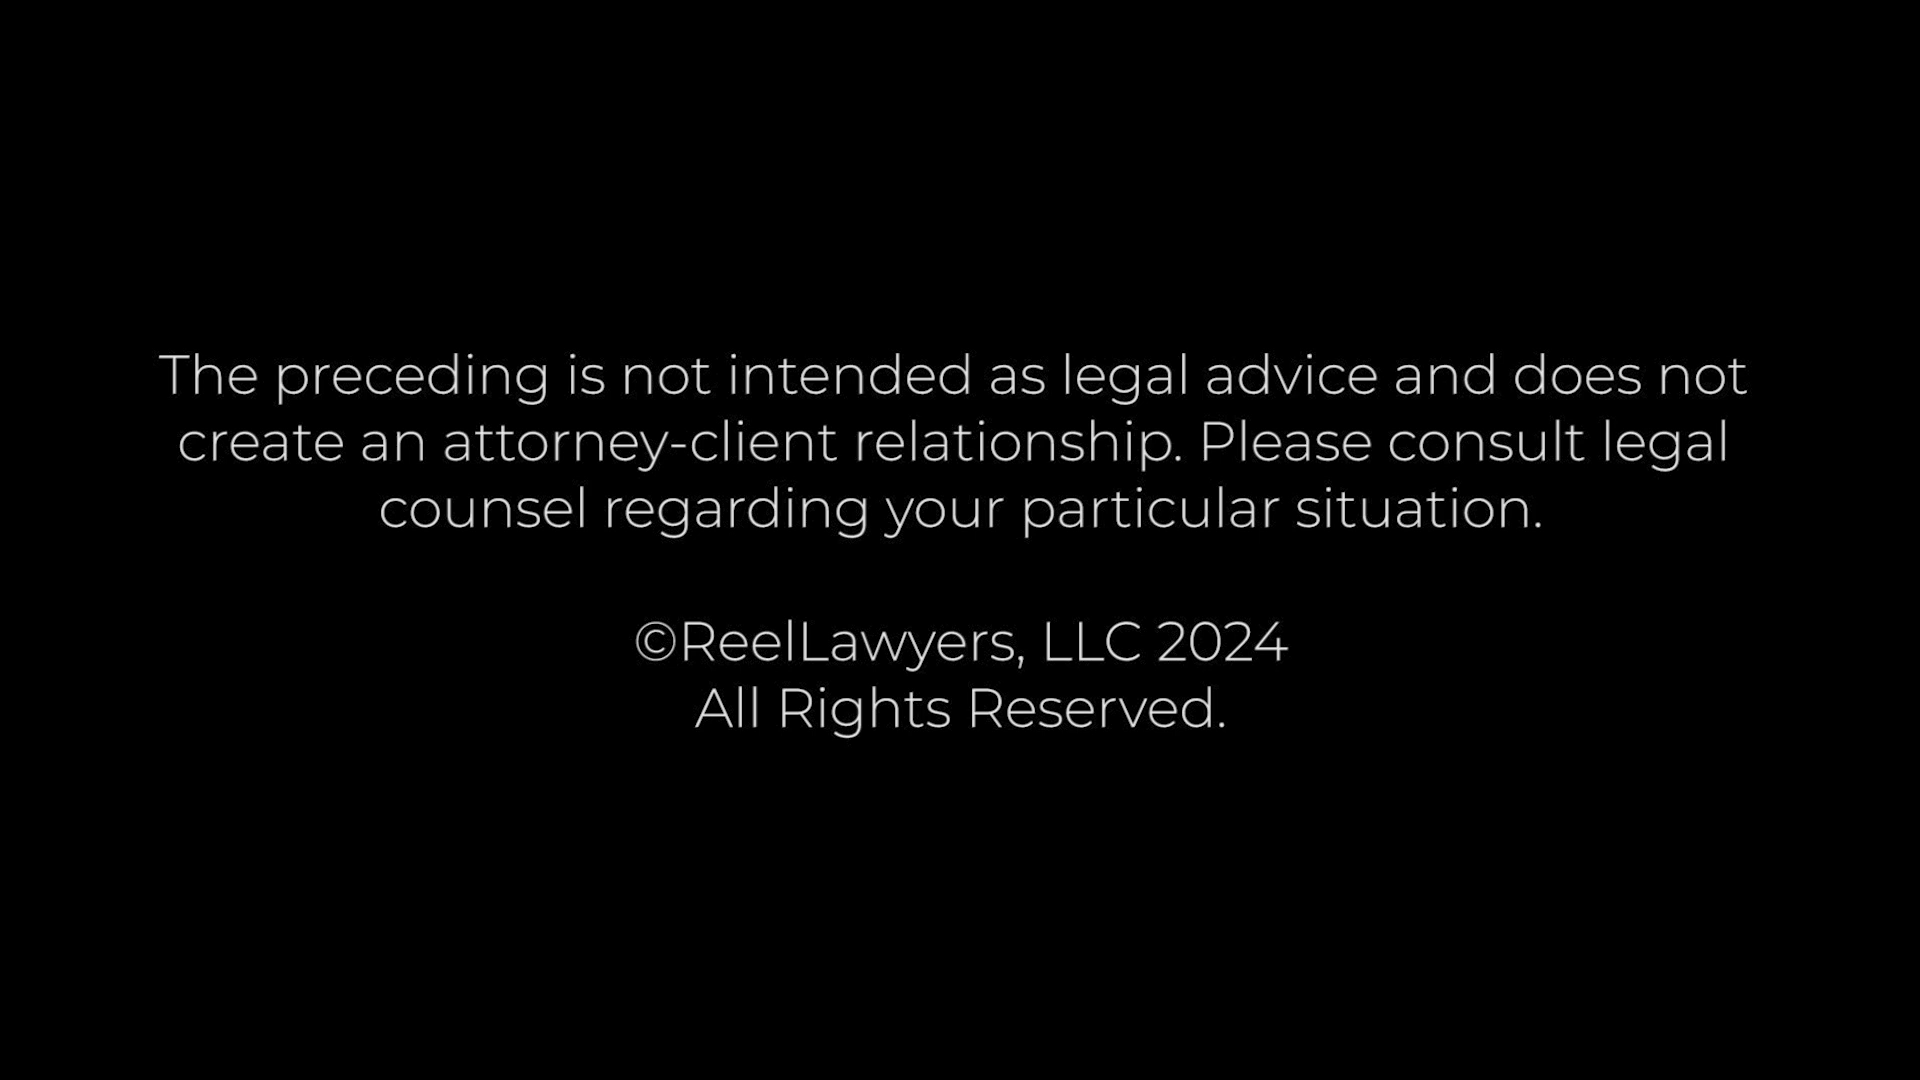 The preceding is not intended as legal advice and does not
create an attorney-client relationship. Please consult legal
counsel regarding your particular situation.
©ReelLawyers, LLC 2024
All Rights Reserved.